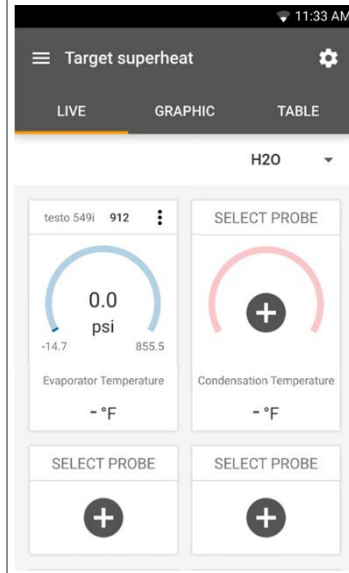 11:33 AM
Target superheat
LIVE GRAPHIC TABLE
H2O
testo 549i 912 SELECT PROBE
0.0
psi
-14.7 855.5
Evaporator Temperature Condensation Temperature
- °F - °F
SELECT PROBE SELECT PROBE